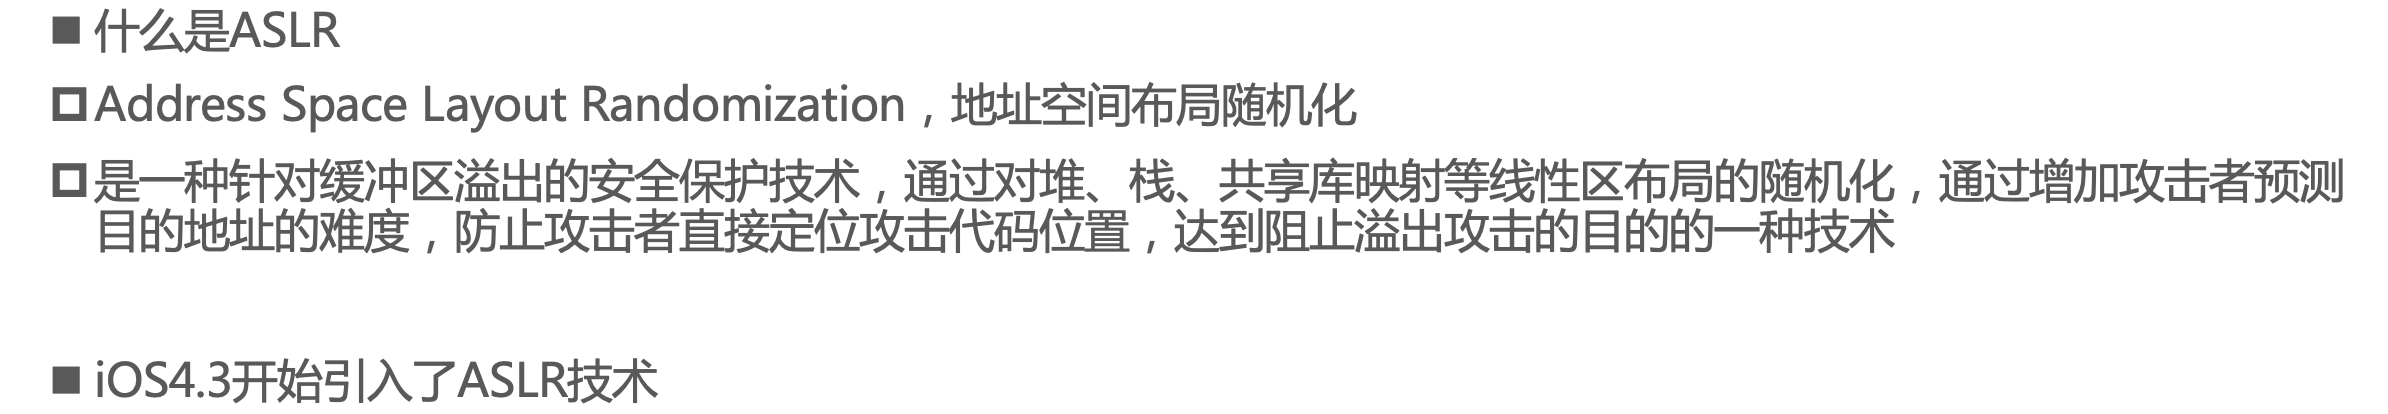 什么是ASLR
Address Space Layout Randomization，地址空间布局随机化
是一种针对缓冲区溢出的安全保护技术，通过对堆、栈、共享库映射等线性区布局的随机化，通过增加攻击者预测
目的地址的难度，防止攻击者直接定位攻击代码位置，达到阻止溢出攻击的目的的一种技术
iOS4.3开始引入了ASLR技术